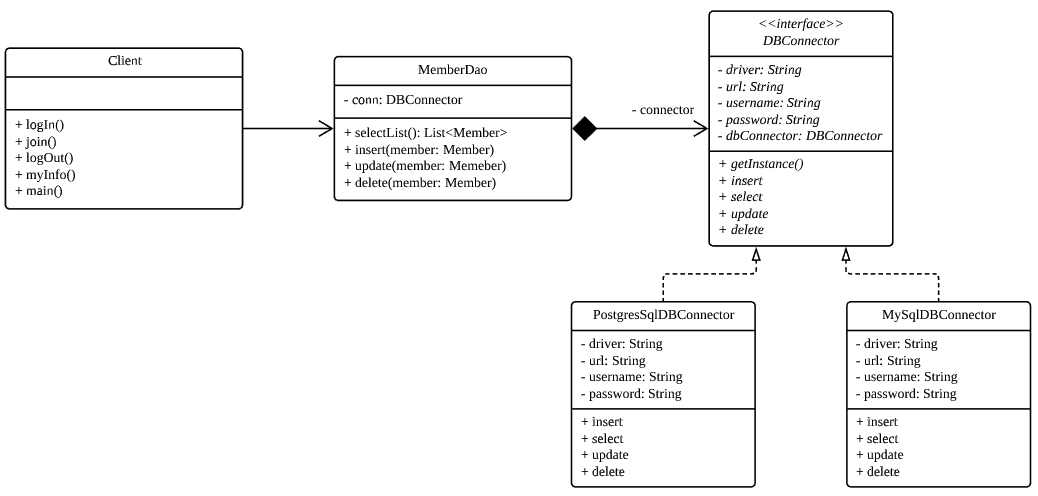 Client
+ logIn()
+ join()
+ logOut()
+ myInfo()
+ main()
MemberDao
- conn: DBConnector
+ selectList(): List<Member>
+ insert(member: Member)
+ update(member: Memeber)
+ delete(member: Member)
- connector
<<interface>>
DBConnector
- driver: String
- url: String
- username: String
- password: String
- dbConnector: DBConnector
+ getInstance()
+ insert
+ select
+ update
+ delete
PostgresSqlDBConnector
- driver: String
- url: String
- username: String
- password: String
+ insert
+ select
+ update
+ delete
MySqlDBConnector
- driver: String
- url: String
- username: String
- password: String
+ insert
+ select
+ update
+ delete